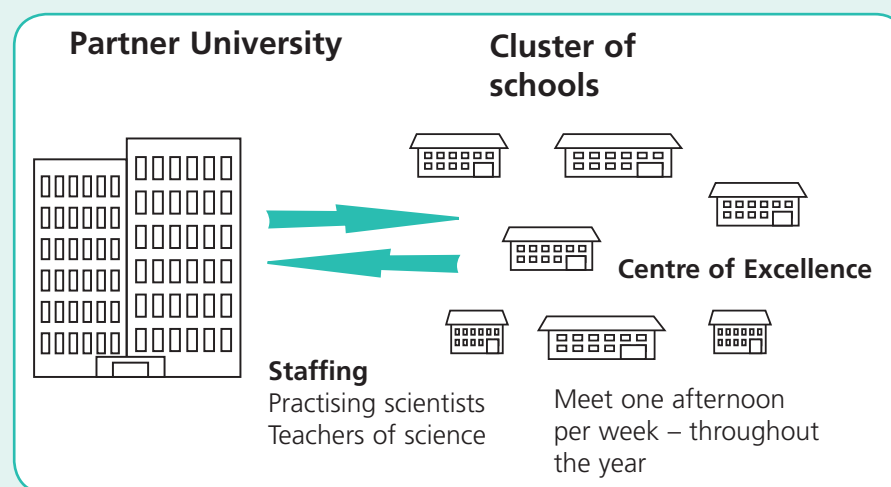 Partner University
Cluster of
schools
Centre of Excellence
Staffing
Practising scientists
Teachers of science
Meet one afternoon
per week – throughout
the year